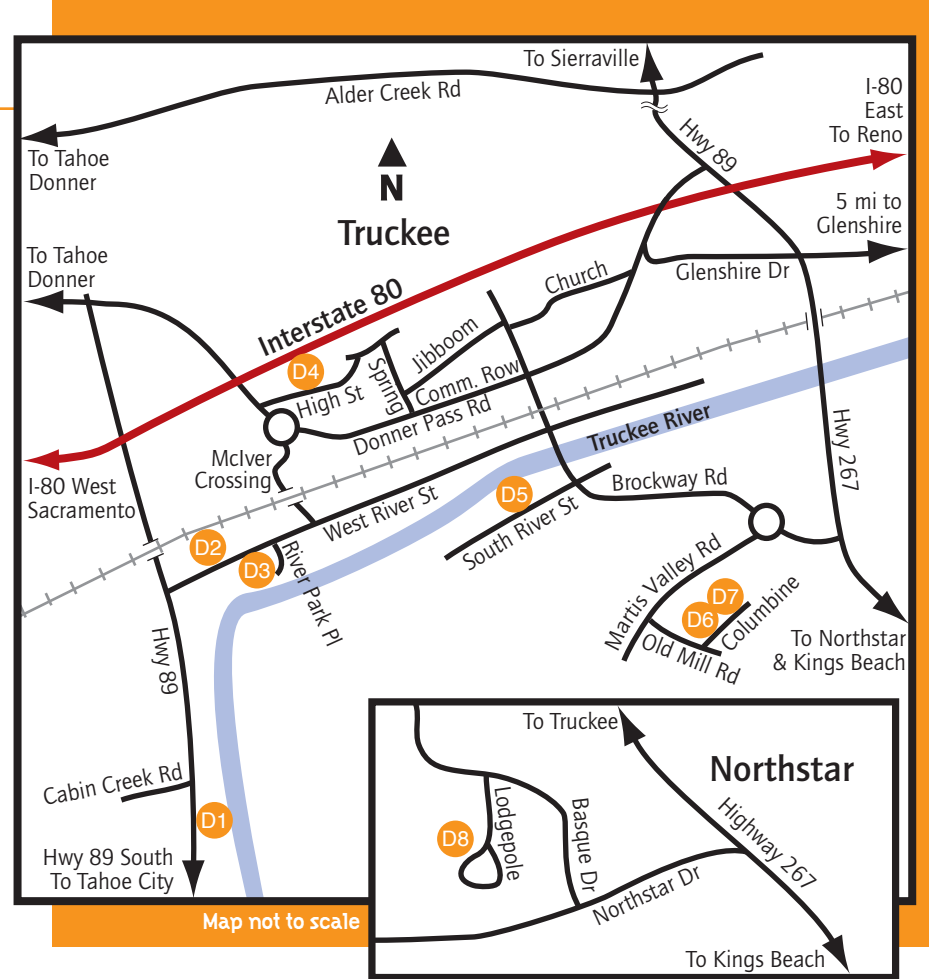 To Sierraville
Alder Creek Rd
I-80
East
To Reno
Hwy 89
To Tahoe
Donner
N
Truckee
5 mi to
Glenshire
To Tahoe
Donner
Glenshire Dr
Church
Interstate 80
Jibboom
D4
Spring
High St
Comm. Row
Donner Pass Rd
Truckee River
Hwy 267
McIver
Crossing
I-80 West
Sacramento
West River St
D5
Brockway Rd
South River St
D2
D3
River Park Pl
Martis Valley Rd
D7
D6
Columbine
Old Mill Rd
To Northstar
& Kings Beach
Hwy 89
Cabin Creek Rd
D1
Hwy 89 South
To Tahoe City
Map not to scale
To Truckee
Northstar
Lodgepole
Basque Dr
D8
Highway 267
Northstar Dr
To Kings Beach